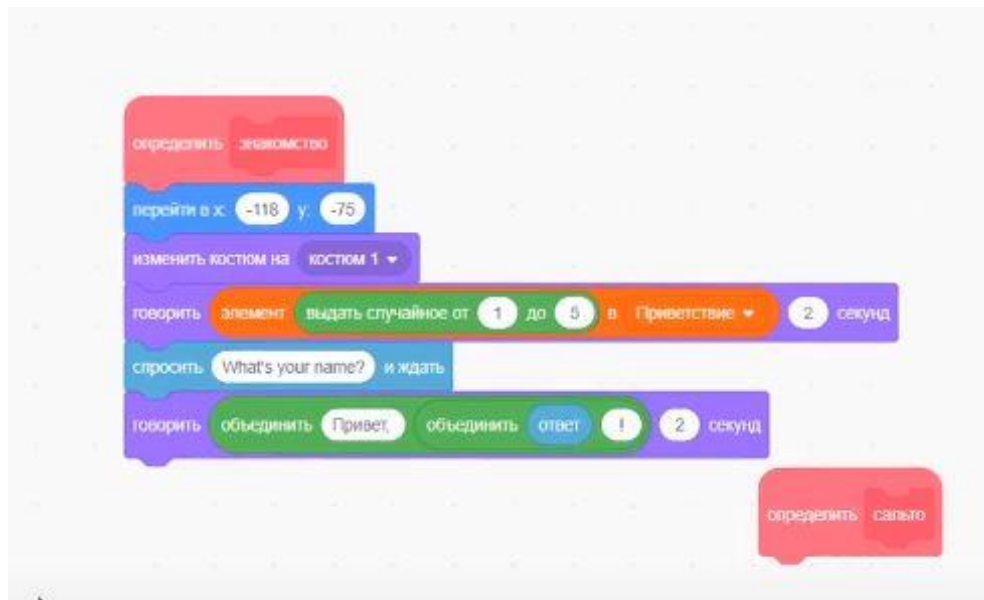 определить знакомство
перейти в x: -118 y: -75
изменить костюм на костюм 1
говорить элемент выдать случайное от 1 до 5 в Приветствие 2 секунд
спросить What's your name? и ждать
говорить объединить Привет, объединить ответ ! 2 секунд
определить сальто